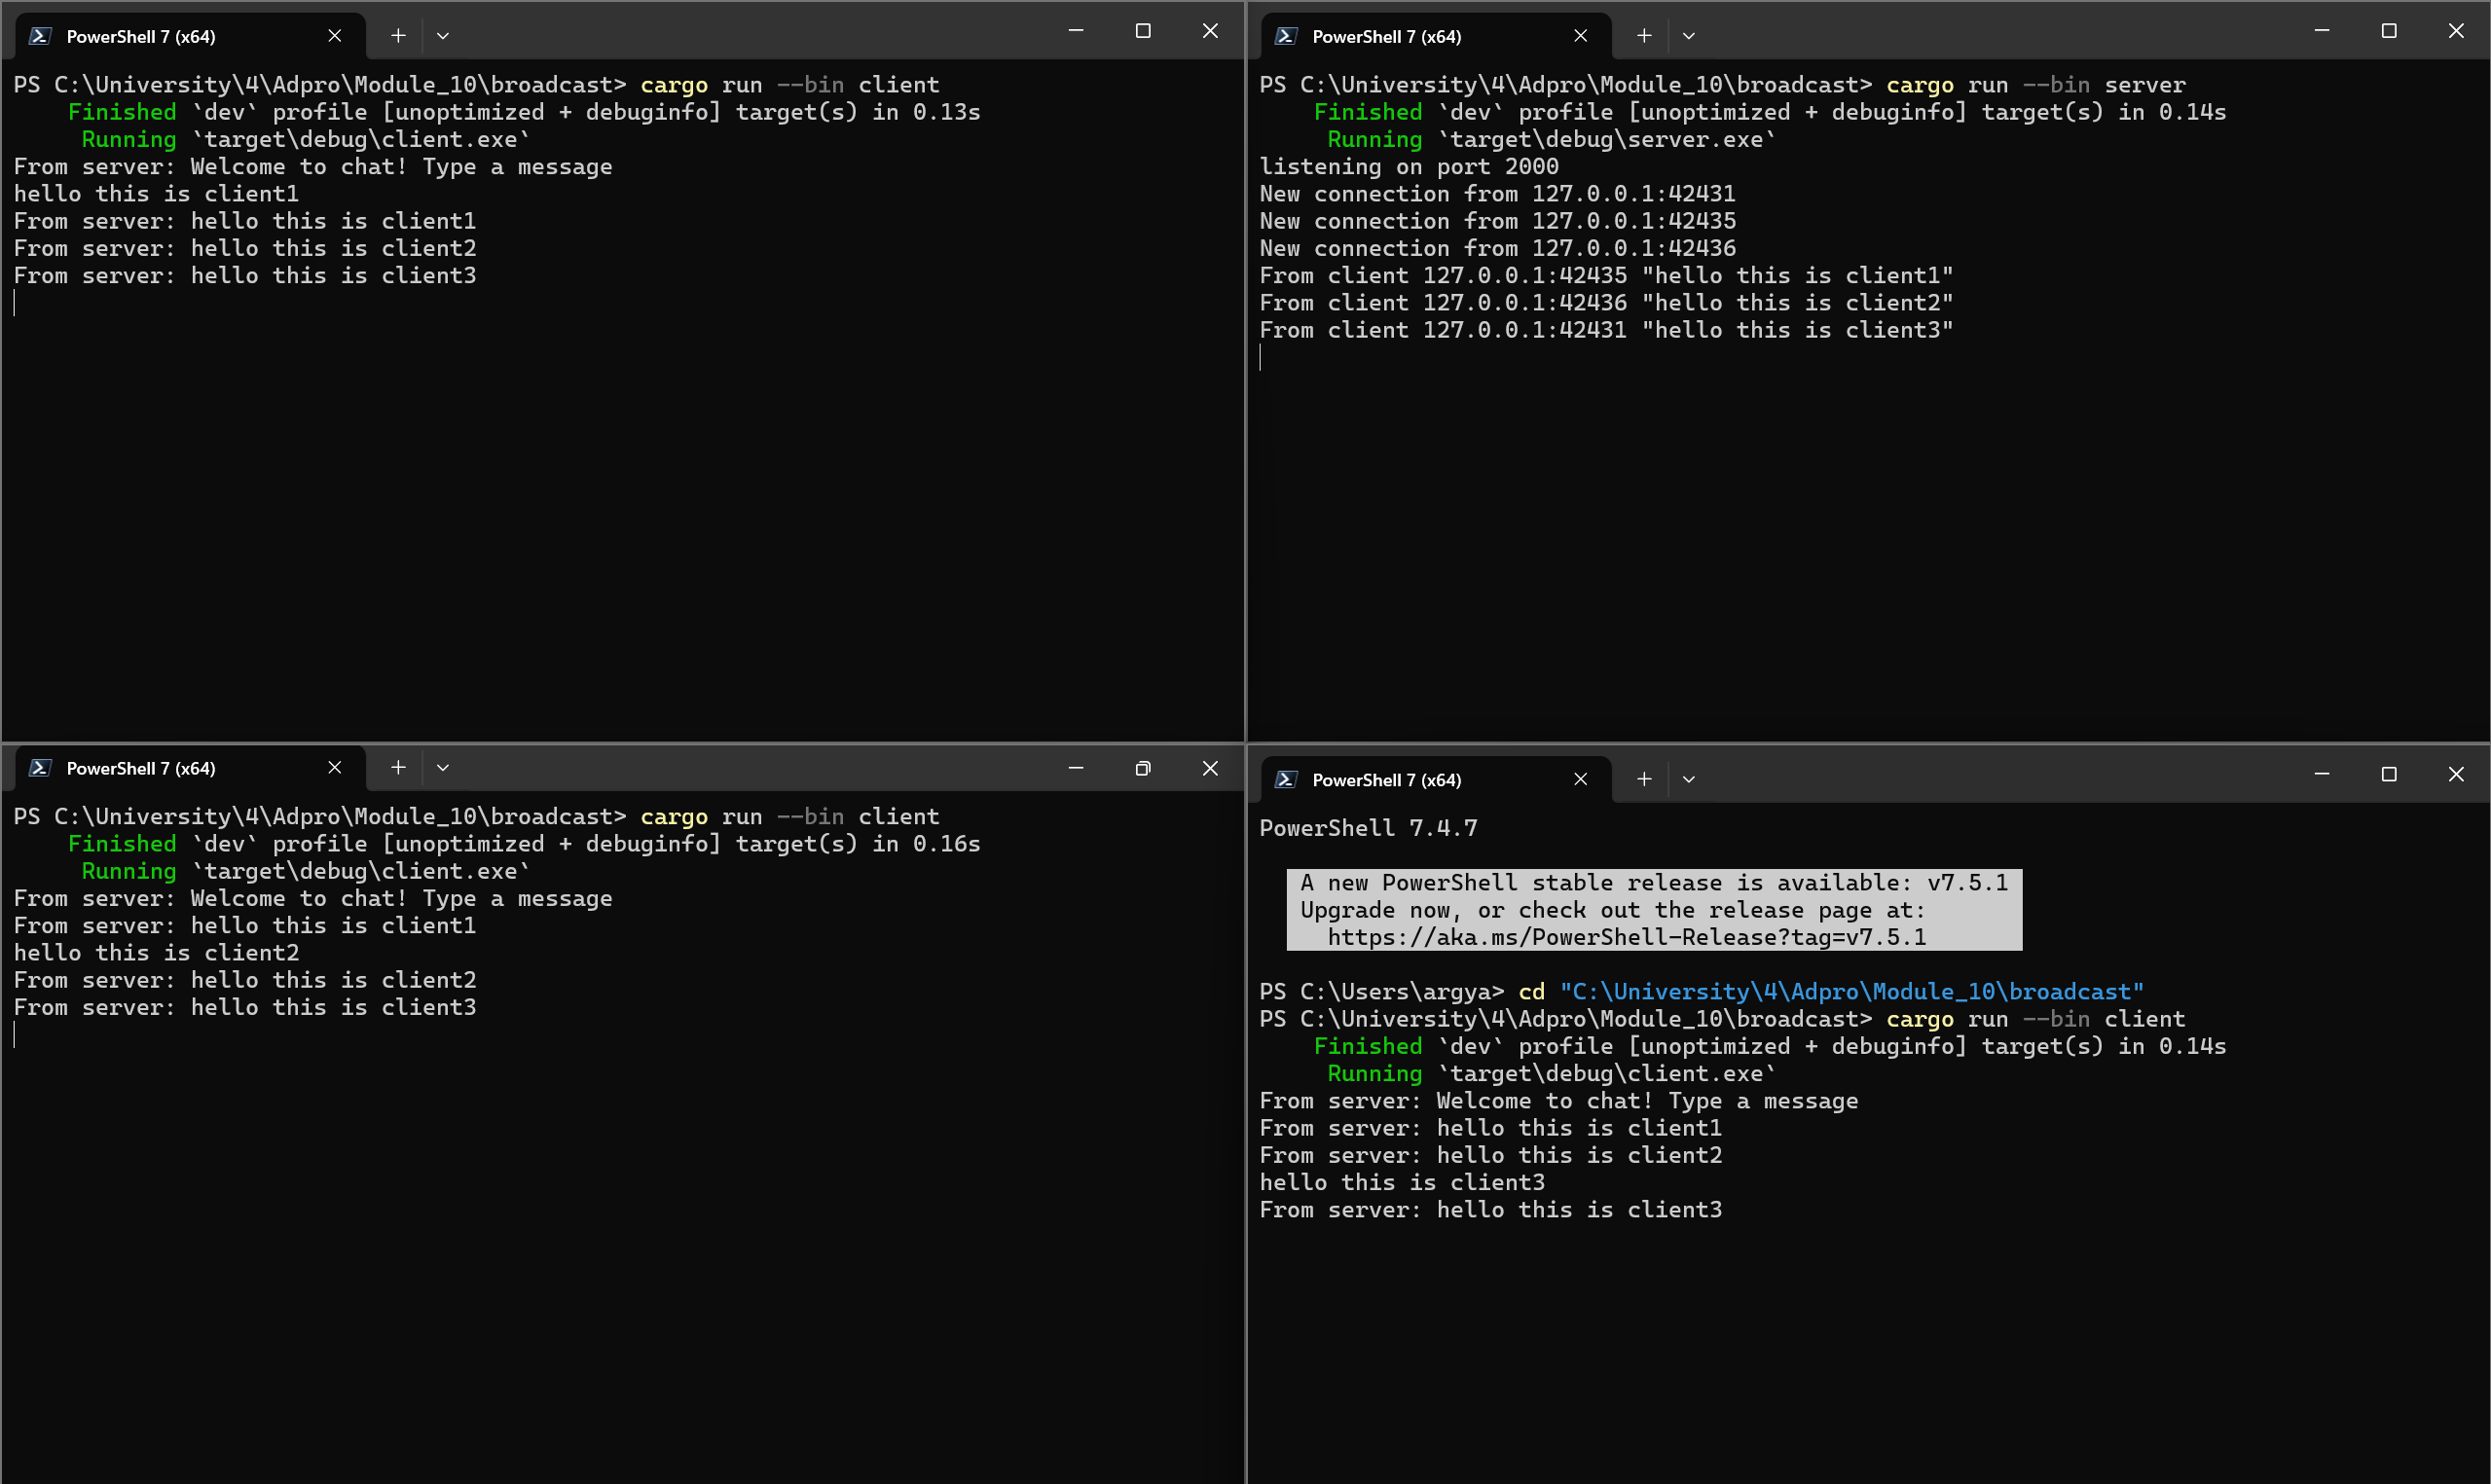 PowerShell 7 (x64)
PS C:\University\4\Adpro\Module_10\broadcast> cargo run --bin client
Finished `dev` profile [unoptimized + debuginfo] target(s) in 0.13s
Running `target\debug\client.exe`
From server: Welcome to chat! Type a message
hello this is client1
From server: hello this is client1
From server: hello this is client2
From server: hello this is client3
PowerShell 7 (x64)
PS C:\University\4\Adpro\Module_10\broadcast> cargo run --bin server
Finished `dev` profile [unoptimized + debuginfo] target(s) in 0.14s
Running `target\debug\server.exe`
listening on port 2000
New connection from 127.0.0.1:42431
New connection from 127.0.0.1:42435
New connection from 127.0.0.1:42436
From client 127.0.0.1:42435 "hello this is client1"
From client 127.0.0.1:42436 "hello this is client2"
From client 127.0.0.1:42431 "hello this is client3"
PowerShell 7 (x64)
PS C:\University\4\Adpro\Module_10\broadcast> cargo run --bin client
Finished `dev` profile [unoptimized + debuginfo] target(s) in 0.16s
Running `target\debug\client.exe`
From server: Welcome to chat! Type a message
From server: hello this is client1
hello this is client2
From server: hello this is client2
From server: hello this is client3
PowerShell 7 (x64)
PowerShell 7.4.7
A new PowerShell stable release is available: v7.5.1
Upgrade now, or check out the release page at:
https://aka.ms/PowerShell-Release?tag=v7.5.1
PS C:\Users\argya> cd "C:\University\4\Adpro\Module_10\broadcast"
PS C:\University\4\Adpro\Module_10\broadcast> cargo run --bin client
Finished `dev` profile [unoptimized + debuginfo] target(s) in 0.14s
Running `target\debug\client.exe`
From server: Welcome to chat! Type a message
From server: hello this is client1
From server: hello this is client2
hello this is client3
From server: hello this is client3